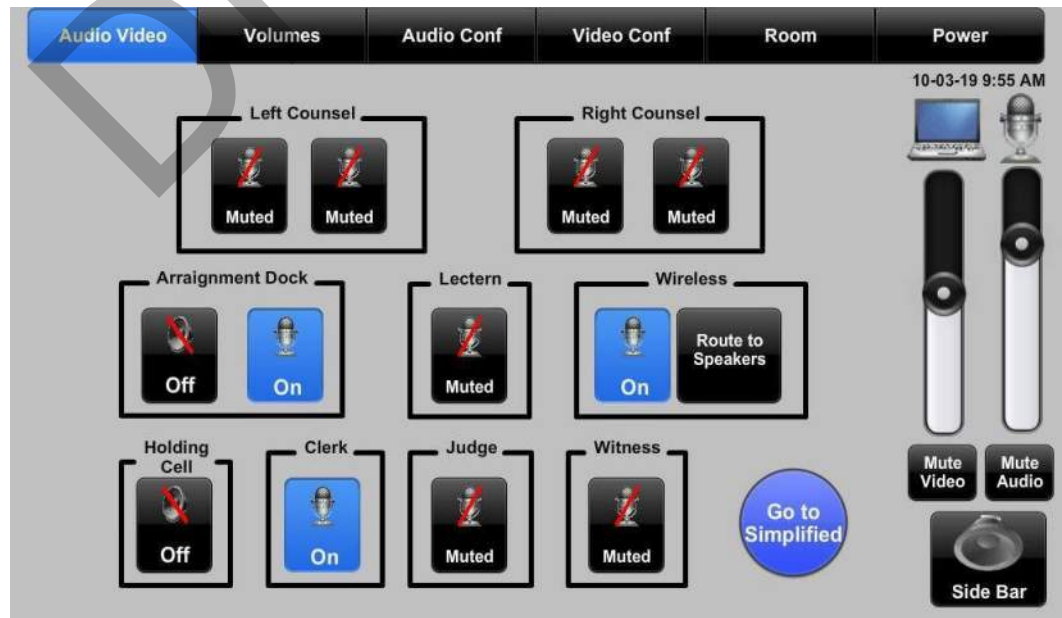 Audio Video
Volumes
Audio Conf
Video Conf
Room
Power
10-03-19 9:55 AM
Left Counsel
Muted
Muted
Right Counsel
Muted
Muted
Arraignment Dock
Off
On
Lectern
Muted
Wireless
On
Route to
Speakers
Holding
Cell
Off
Clerk
On
Judge
Muted
Witness
Muted
Go to
Simplified
Mute
Video
Mute
Audio
Side Bar